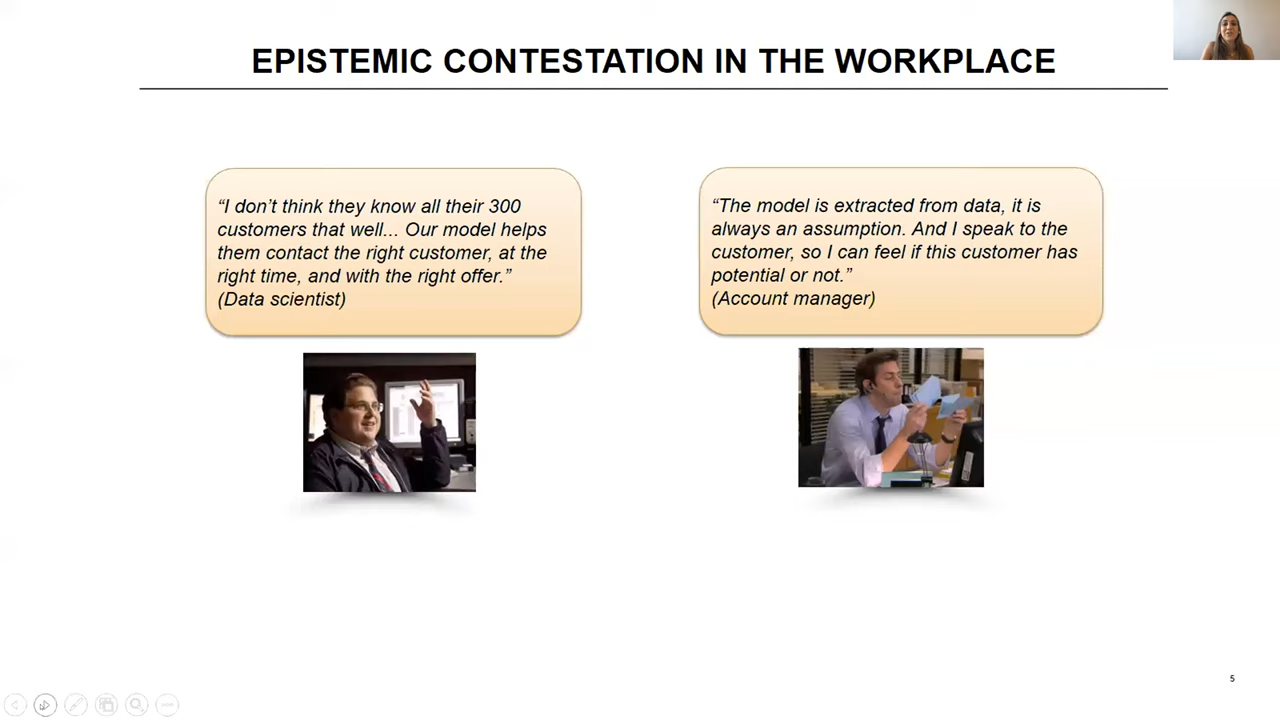 EPISTEMIC CONTESTATION IN THE WORKPLACE
“I don’t think they know all their 300
customers that well... Our model helps
them contact the right customer, at the
right time, and with the right offer.”
(Data scientist)
“The model is extracted from data, it is
always an assumption. And I speak to the
customer, so I can feel if this customer has
potential or not.”
(Account manager)
5